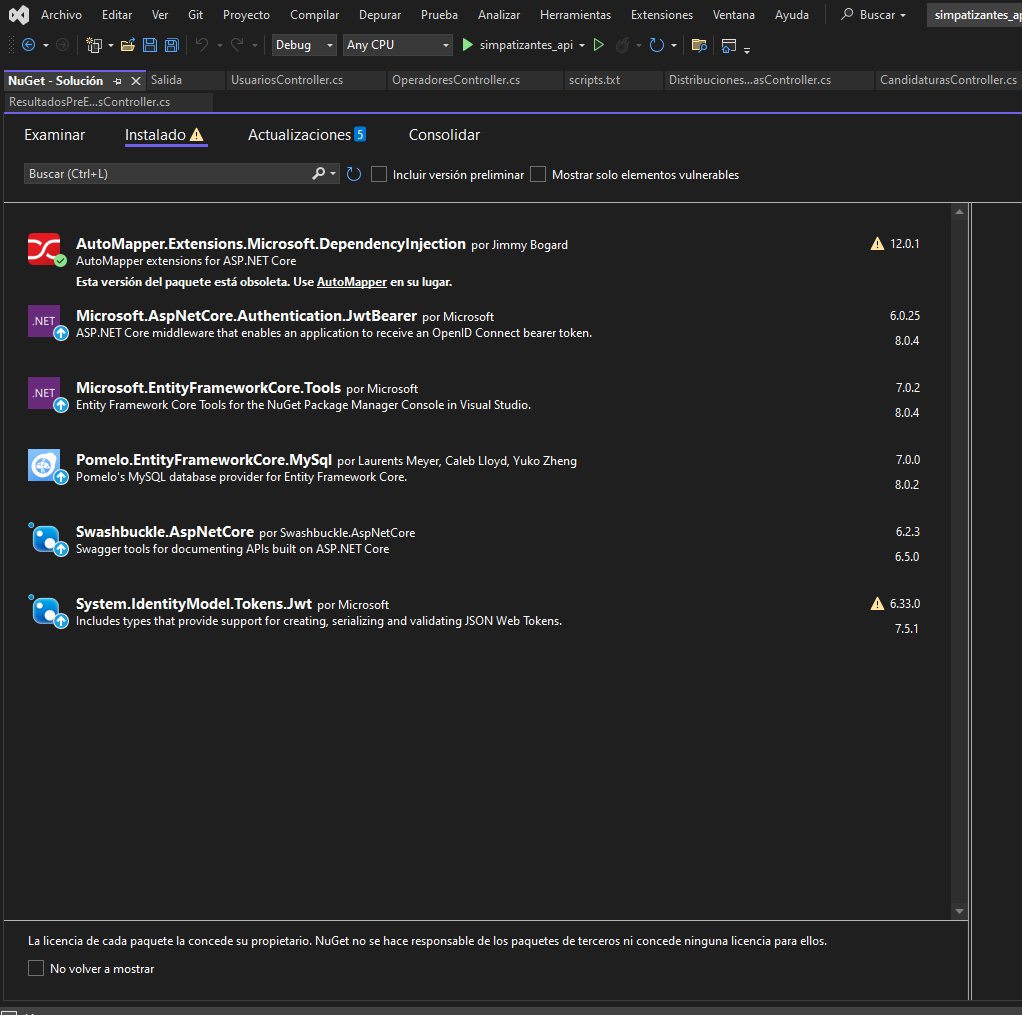 Archivo Editar Ver Git Proyecto Compilar Depurar Prueba Analizar Herramientas Extensiones Ventana Ayuda Buscar simpatizantes_ap
Debug Any CPU simpatizantes_api
NuGet - Solución Salida UsuariosController.cs OperadoresController.cs scripts.txt Distribuciones...asController.cs CandidaturasController.cs
ResultadosPreE...sController.cs
Examinar Instalado Actualizaciones 5 Consolidar
Buscar (Ctrl+L) Incluir versión preliminar Mostrar solo elementos vulnerables
AutoMapper.Extensions.Microsoft.DependencyInjection por Jimmy Bogard 12.0.1
AutoMapper extensions for ASP.NET Core
Esta versión del paquete está obsoleta. Use AutoMapper en su lugar.
.NET Microsoft.AspNetCore.Authentication.JwtBearer por Microsoft 6.0.25
ASP.NET Core middleware that enables an application to receive an OpenID Connect bearer token.
8.0.4
.NET Microsoft.EntityFrameworkCore.Tools por Microsoft 7.0.2
Entity Framework Core Tools for the NuGet Package Manager Console in Visual Studio.
8.0.4
Pomelo.EntityFrameworkCore.MySql por Laurents Meyer, Caleb Lloyd, Yuko Zheng 7.0.0
Pomelo's MySQL database provider for Entity Framework Core.
8.0.2
Swashbuckle.AspNetCore por Swashbuckle.AspNetCore 6.2.3
Swagger tools for documenting APIs built on ASP.NET Core
6.5.0
System.IdentityModel.Tokens.Jwt por Microsoft 6.33.0
Includes types that provide support for creating, serializing and validating JSON Web Tokens.
7.5.1
La licencia de cada paquete la concede su propietario. NuGet no se hace responsable de los paquetes de terceros ni concede ninguna licencia para ellos.
No volver a mostrar